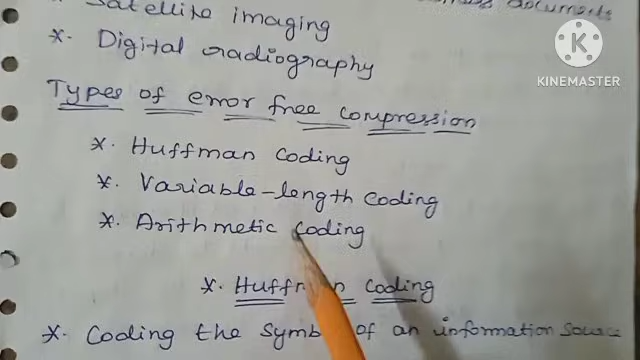 documents
* Satellite imaging
* Digital radiography
KINEMASTER
Types of error free compression
* Huffman coding
* Variable-length coding
* Arithmetic coding
* Huffman coding
* Coding the symb of an information source